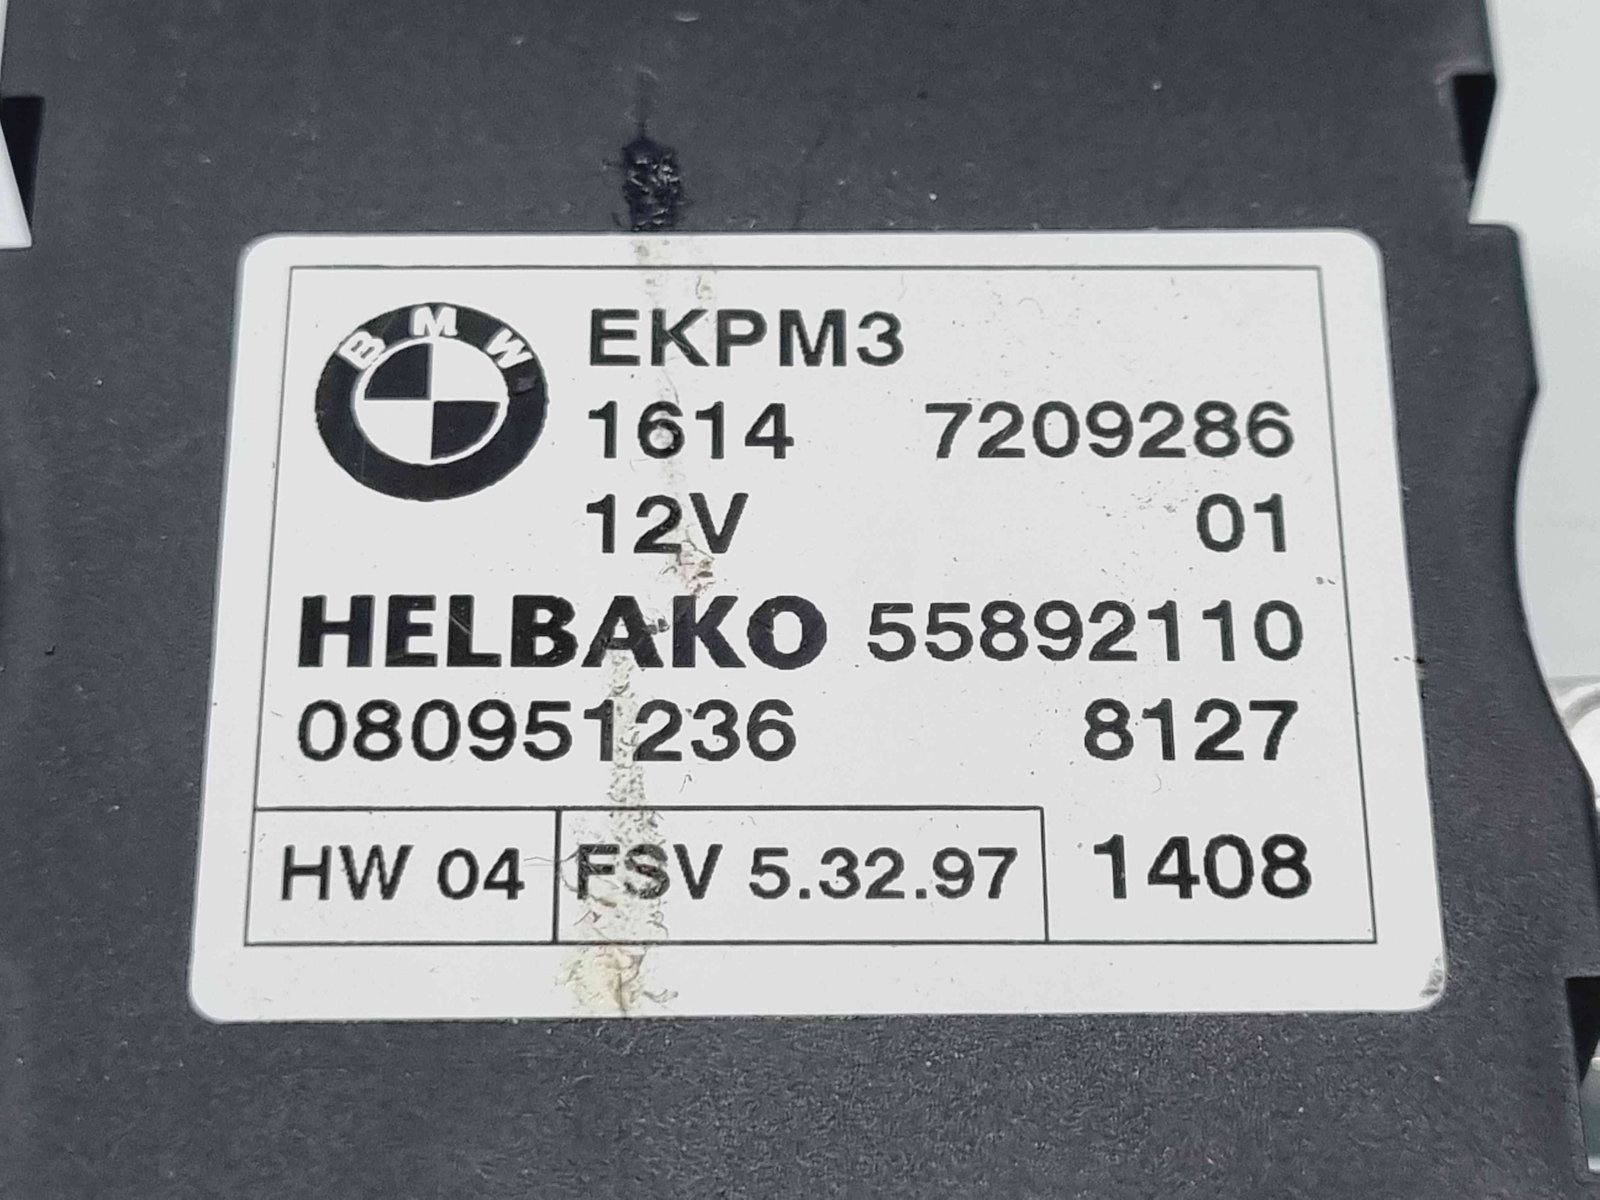 BMW
EKPM3
1614 7209286
12V 01
HELBAKO 55892110
080951236 8127
HW 04 FSV 5.32.97 1408